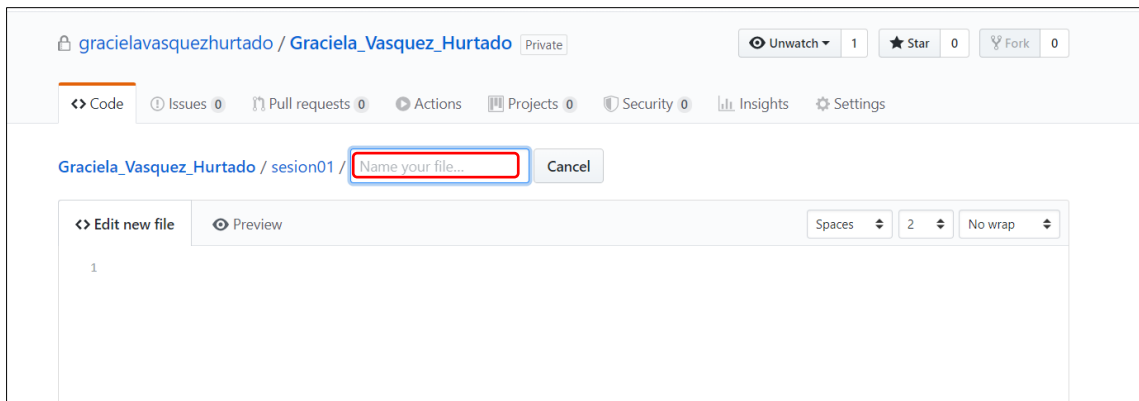 gracielavasquezhurtado / Graciela_Vasquez_Hurtado Private Unwatch 1 Star 0 Fork 0
Code Issues 0 Pull requests 0 Actions Projects 0 Security 0 Insights Settings
Graciela_Vasquez_Hurtado / sesion01 / Name your file... Cancel
<> Edit new file Preview Spaces 2 No wrap
1